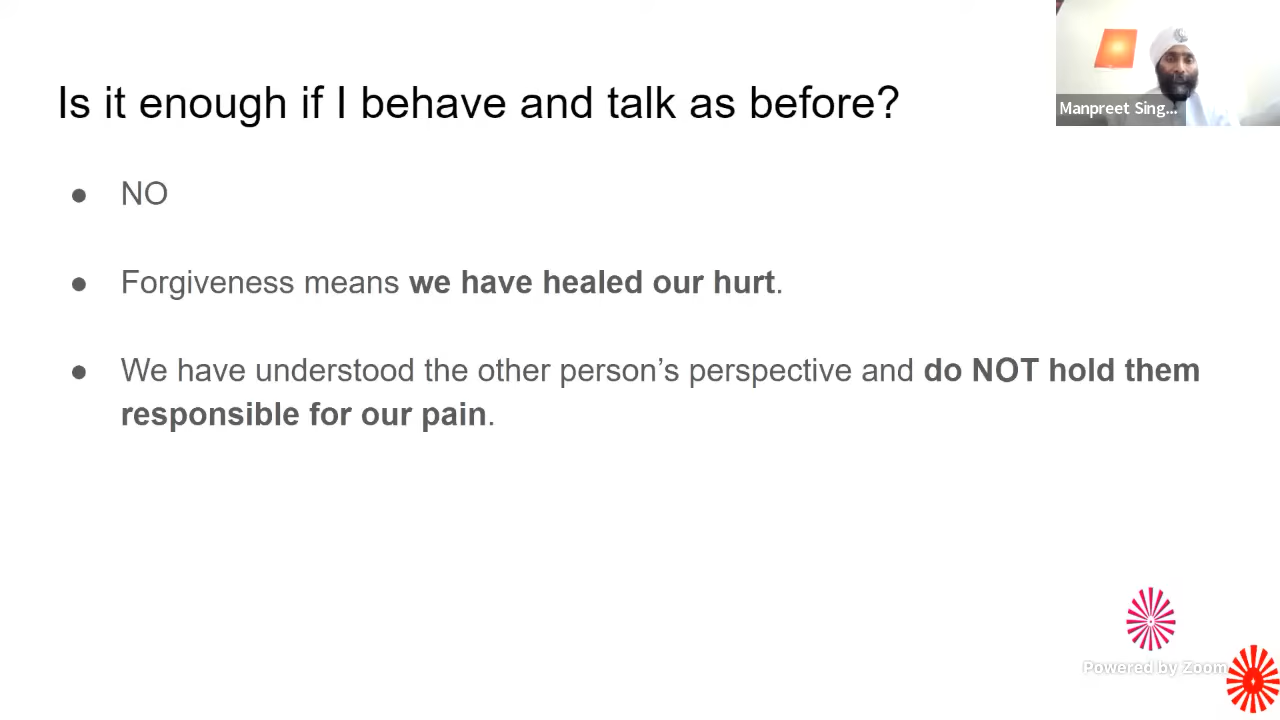 Is it enough if I behave and talk as before?
Manpreet Sing...
● NO
● Forgiveness means we have healed our hurt.
● We have understood the other person’s perspective and do NOT hold them
responsible for our pain.
Powered by Zoom